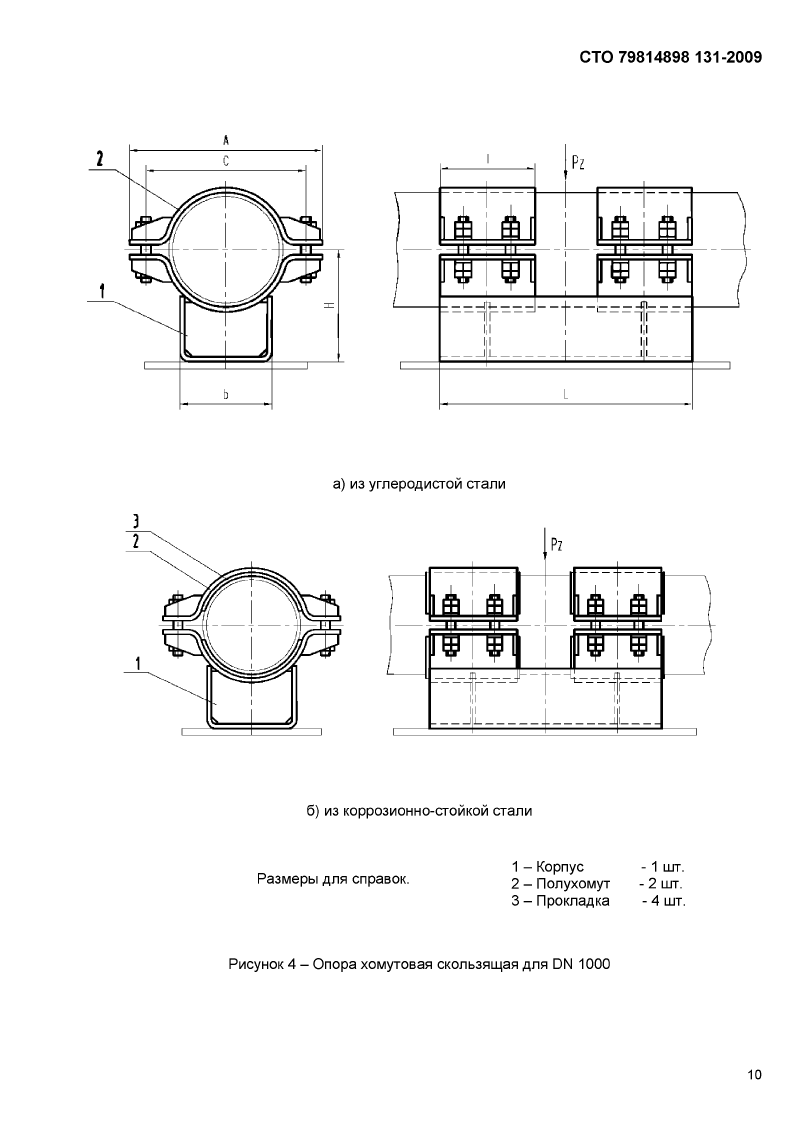 СТО 79814898 131-2009
A
2
C
l
Pz
1
H
b
L
а) из углеродистой стали
3
2
Pz
1
б) из коррозионно-стойкой стали
Размеры для справок.
1 – Корпус - 1 шт.
2 – Полухомут - 2 шт.
3 – Прокладка - 4 шт.
Рисунок 4 – Опора хомутовая скользящая для DN 1000
10